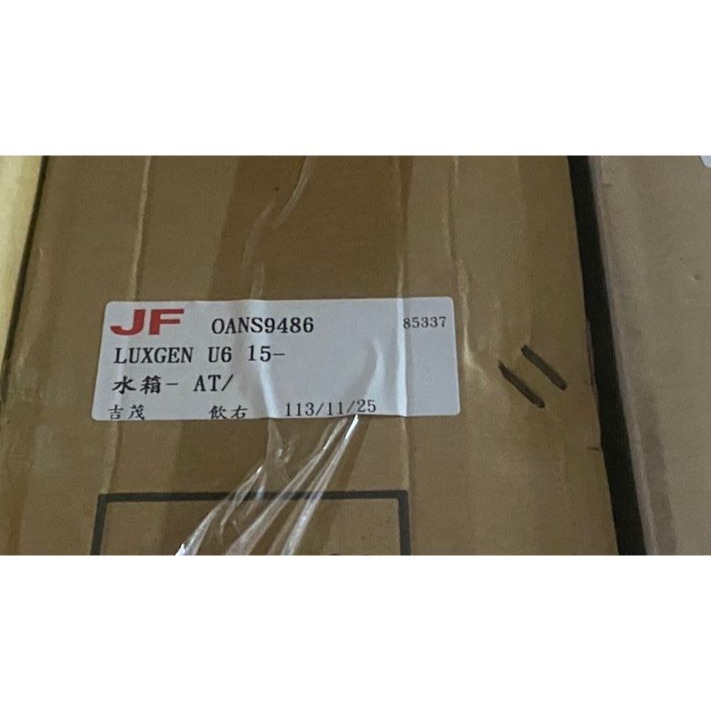 JF OANS9486 85337
LUXGEN U6 15-
水箱- AT/
吉茂 飲右 113/11/25